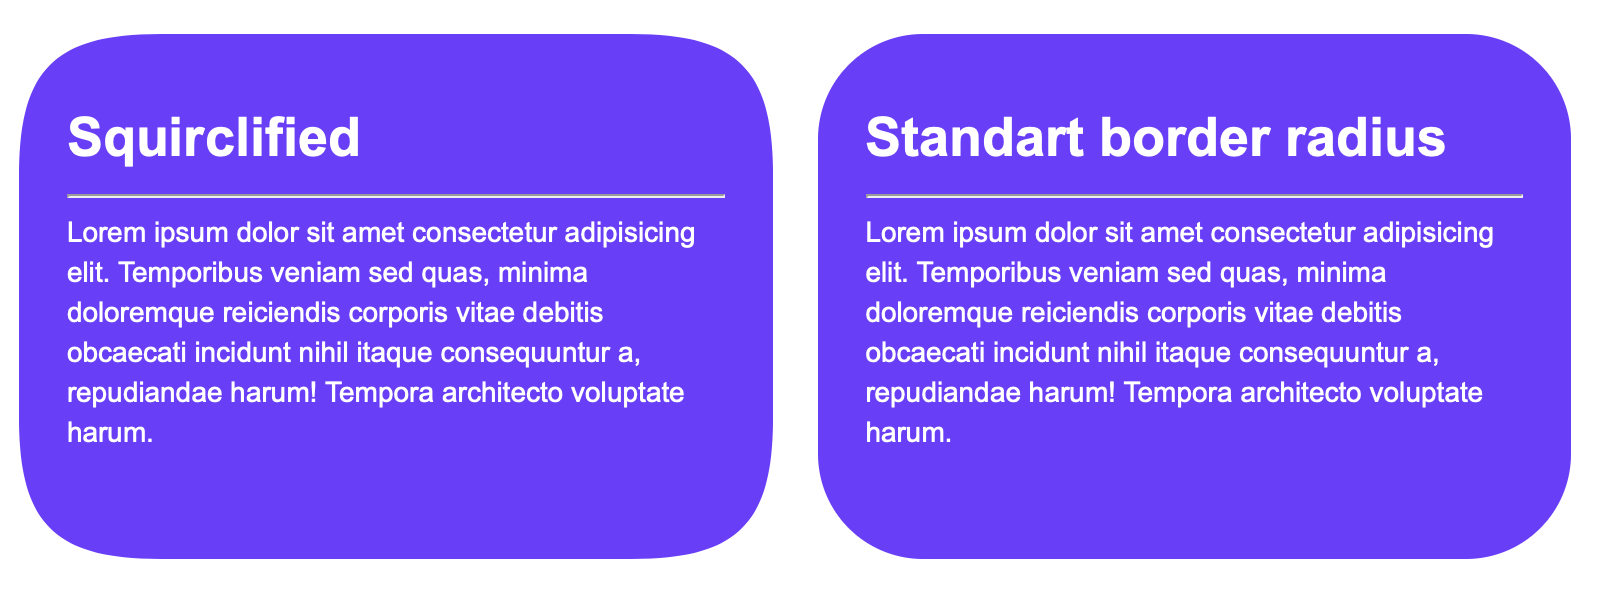 Squirclified
Lorem ipsum dolor sit amet consectetur adipisicing
elit. Temporibus veniam sed quas, minima
doloremque reiciendis corporis vitae debitis
obcaecati incidunt nihil itaque consequuntur a,
repudiandae harum! Tempora architecto voluptate
harum.
Standart border radius
Lorem ipsum dolor sit amet consectetur adipisicing
elit. Temporibus veniam sed quas, minima
doloremque reiciendis corporis vitae debitis
obcaecati incidunt nihil itaque consequuntur a,
repudiandae harum! Tempora architecto voluptate
harum.